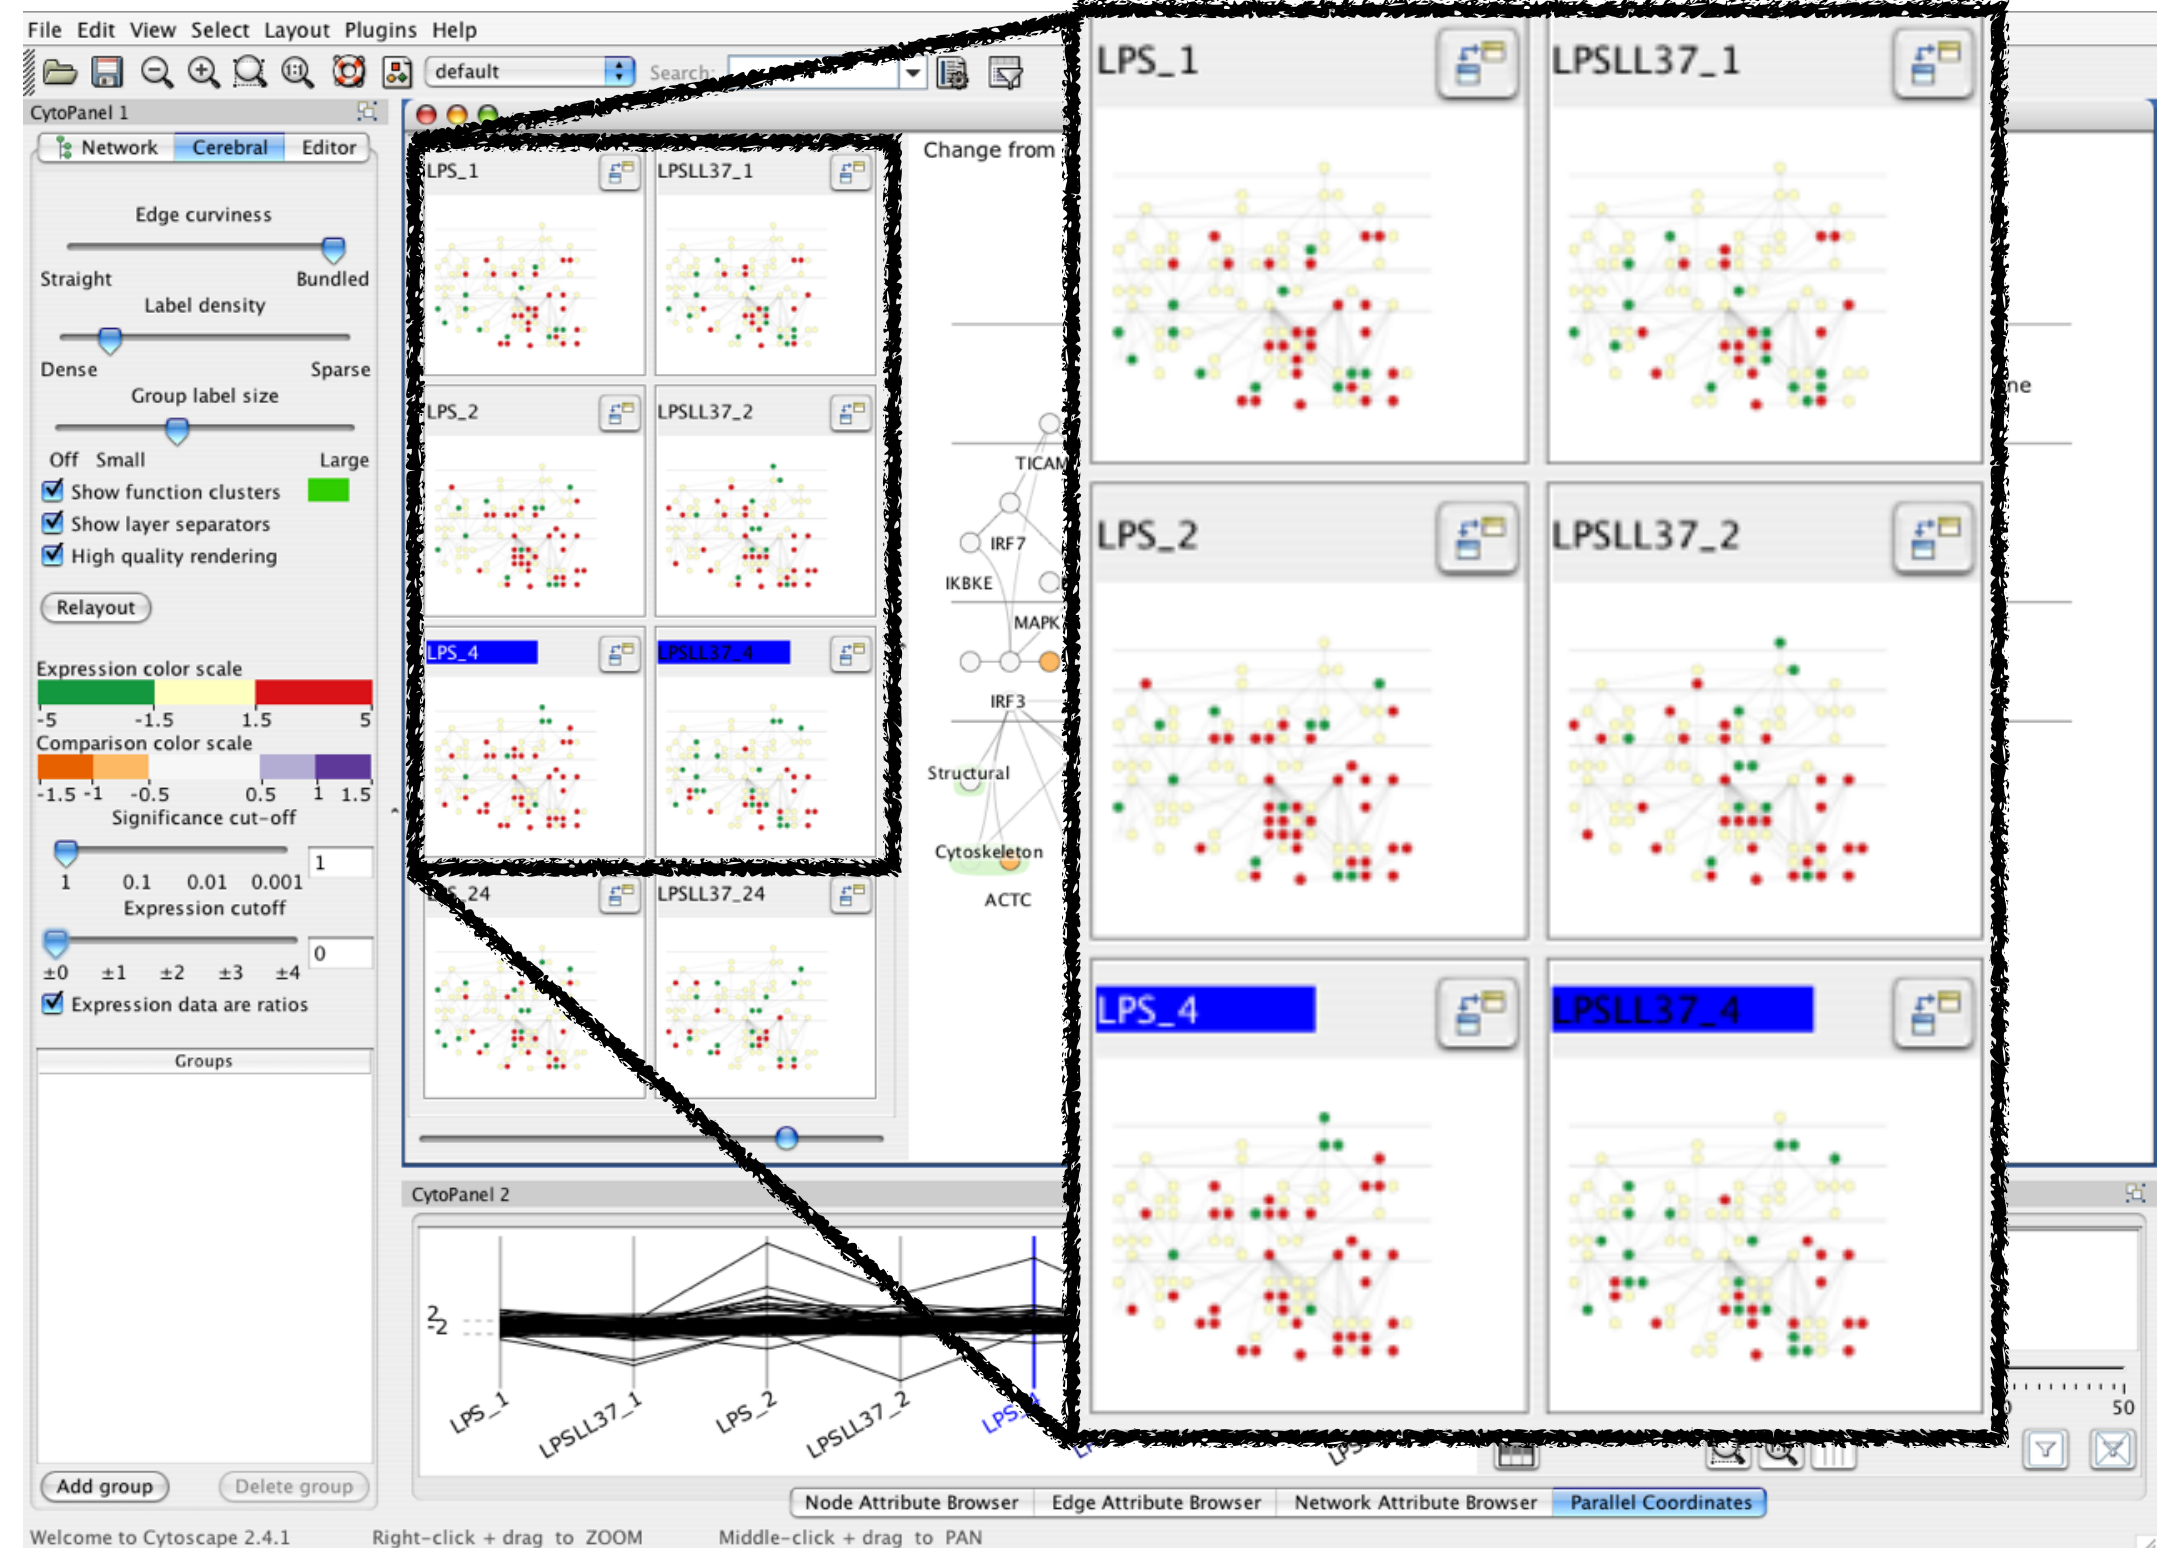 File Edit View Select Layout Plugins Help
default
Search:
CytoPanel 1
Network Cerebral Editor
Edge curviness
Straight Bundled
Label density
Dense Sparse
Group label size
Off Small Large
Show function clusters
Show layer separators
High quality rendering
Relayout
Expression color scale
-5 -1.5 1.5 5
Comparison color scale
-1.5 -1 -0.5 0.5 1 1.5
Significance cut-off
1
1 0.1 0.01 0.001
Expression cutoff
0
±0 ±1 ±2 ±3 ±4
Expression data are ratios
Groups
Add group Delete group
LPS_1 LPSLL37_1
LPS_2 LPSLL37_2
LPS_4 LPSLL37_4
LPS_24 LPSLL37_24
Change from
TICAM
IRF7
IKBKE
MAPK
IRF3
Structural
Cytoskeleton
ACTC
LPS_1 LPSLL37_1
LPS_2 LPSLL37_2
LPS_4 LPSLL37_4
ne
CytoPanel 2
2
-2
LPS_1 LPSLL37_1 LPS_2 LPSLL37_2 LPS_4
50
Node Attribute Browser Edge Attribute Browser Network Attribute Browser Parallel Coordinates
Welcome to Cytoscape 2.4.1 Right-click + drag to ZOOM Middle-click + drag to PAN